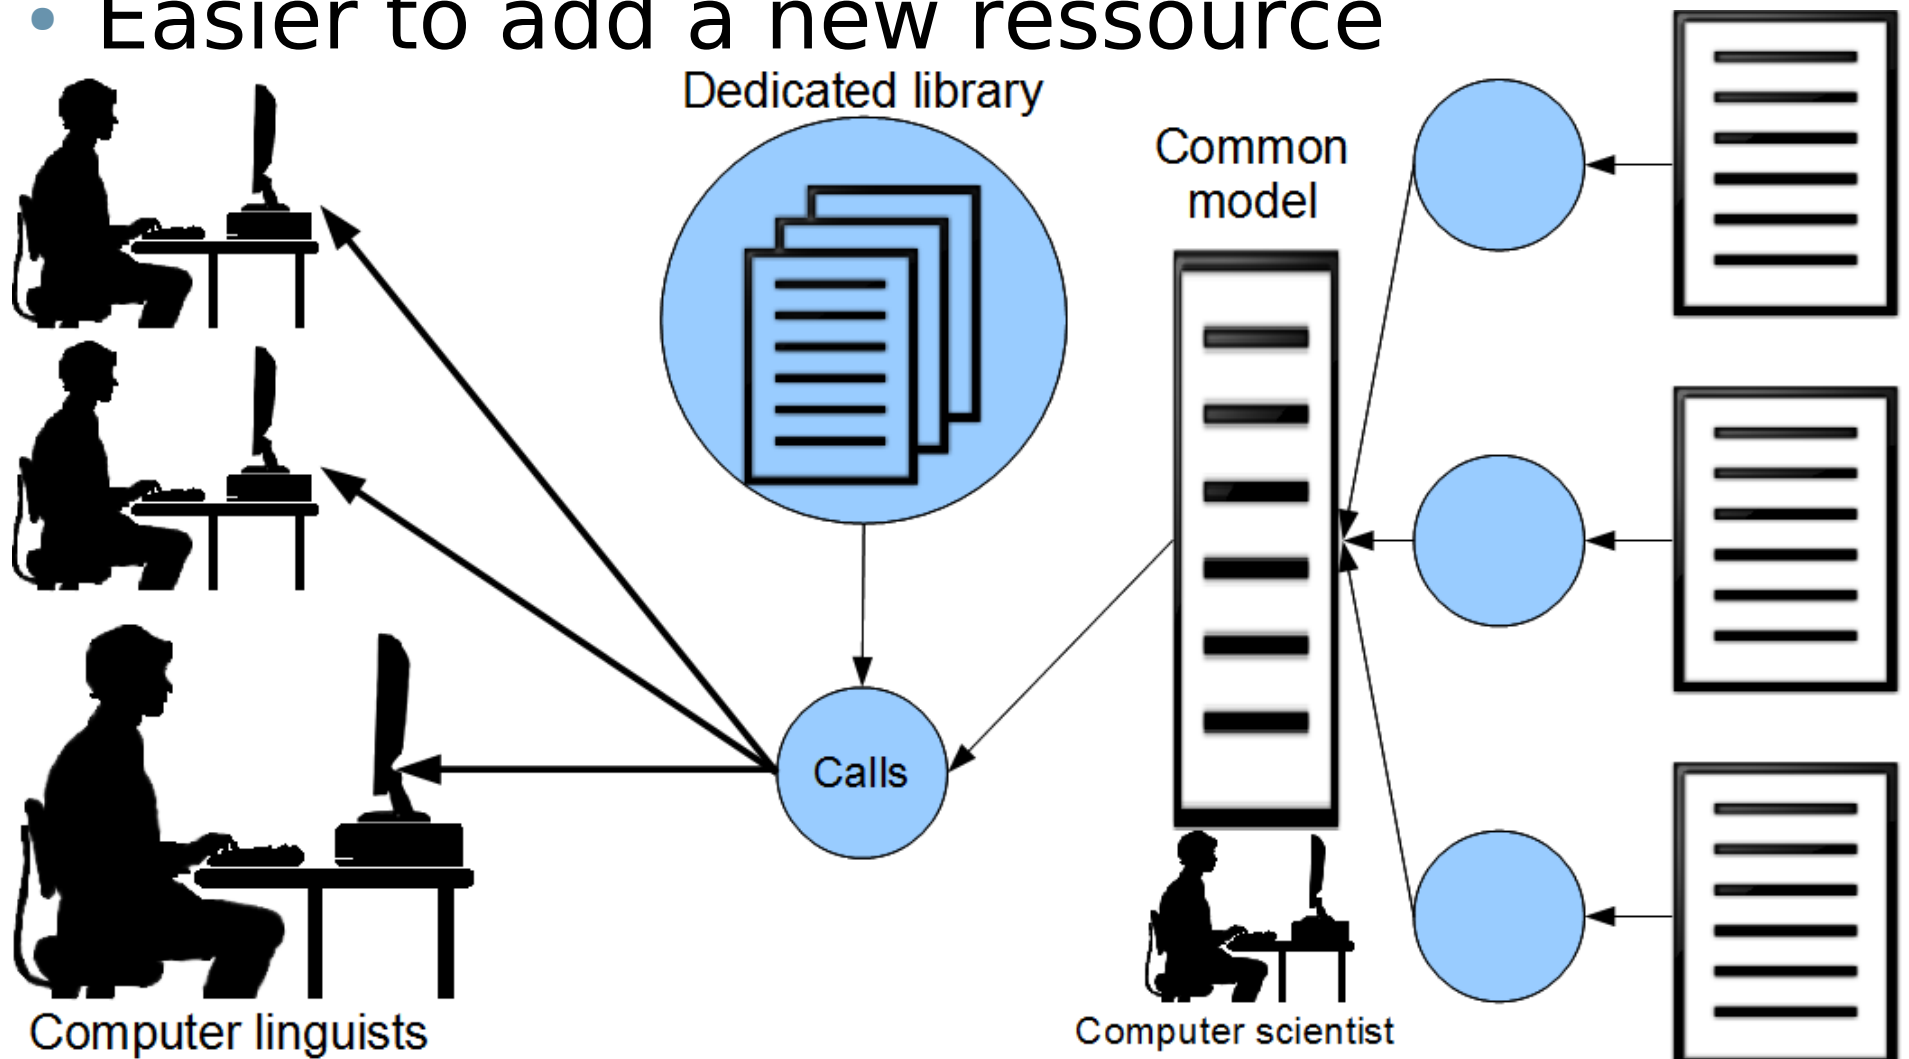 • Easier to add a new ressource
Dedicated library
Common
model
Calls
Computer linguists
Computer scientist